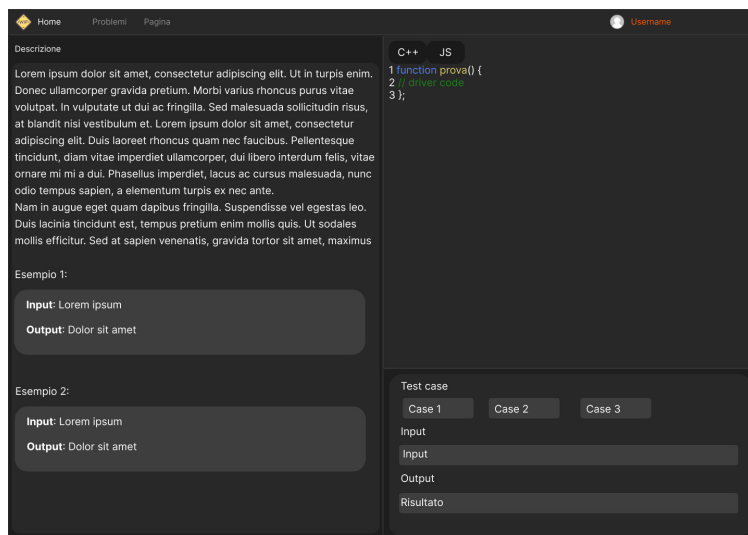 WIP
Home
Problemi
Pagina
Username
Descrizione
Lorem ipsum dolor sit amet, consectetur adipiscing elit. Ut in turpis enim.
Donec ullamcorper gravida pretium. Morbi varius rhoncus purus vitae
volutpat. In vulputate ut dui ac fringilla. Sed malesuada sollicitudin risus,
at blandit nisi vestibulum et. Lorem ipsum dolor sit amet, consectetur
adipiscing elit. Duis laoreet rhoncus quam nec faucibus. Pellentesque
tincidunt, diam vitae imperdiet ullamcorper, dui libero interdum felis, vitae
ornare mi mi a dui. Phasellus imperdiet, lacus ac cursus malesuada, nunc
odio tempus sapien, a elementum turpis ex nec ante.
Nam in augue eget quam dapibus fringilla. Suspendisse vel egestas leo.
Duis lacinia tincidunt est, tempus pretium enim mollis quis. Ut sodales
mollis efficitur. Sed at sapien venenatis, gravida tortor sit amet, maximus
Esempio 1:
Input: Lorem ipsum
Output: Dolor sit amet
Esempio 2:
Input: Lorem ipsum
Output: Dolor sit amet
C++
JS
1 function prova() {
2 // driver code
3 };
Test case
Case 1
Case 2
Case 3
Input
Input
Output
Risultato